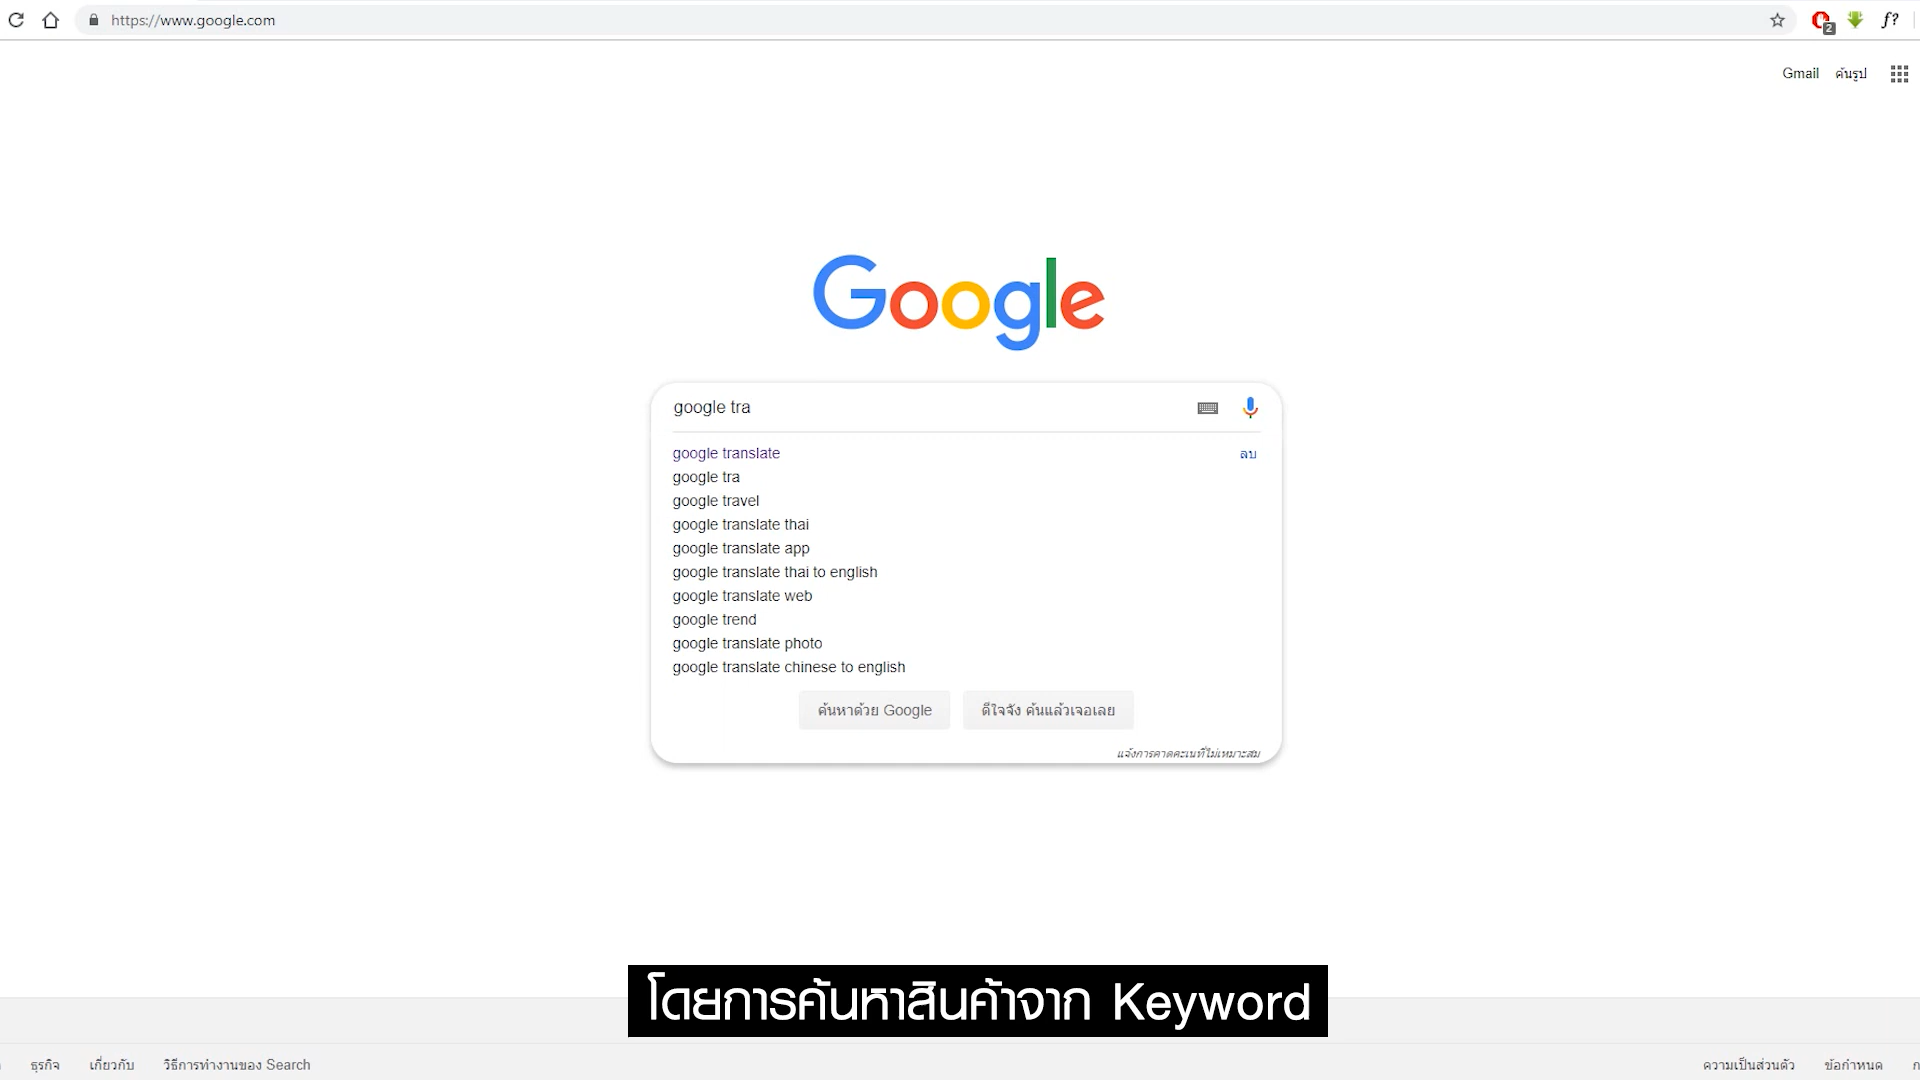 https://www.google.com
2
f?
Gmail
ค้นรูป
Google
google tra
google translate
ลบ
google tra
google travel
google translate thai
google translate app
google translate thai to english
google translate web
google trend
google translate photo
google translate chinese to english
ค้นหาด้วย Google
ดีใจจัง ค้นแล้วเจอเลย
แจ้งการคาดคะเนที่ไม่เหมาะสม
โดยการค้นหาสินค้าจาก Keyword
ธุรกิจ
เกี่ยวกับ
วิธีการทำงานของ Search
ความเป็นส่วนตัว
ข้อกำหนด